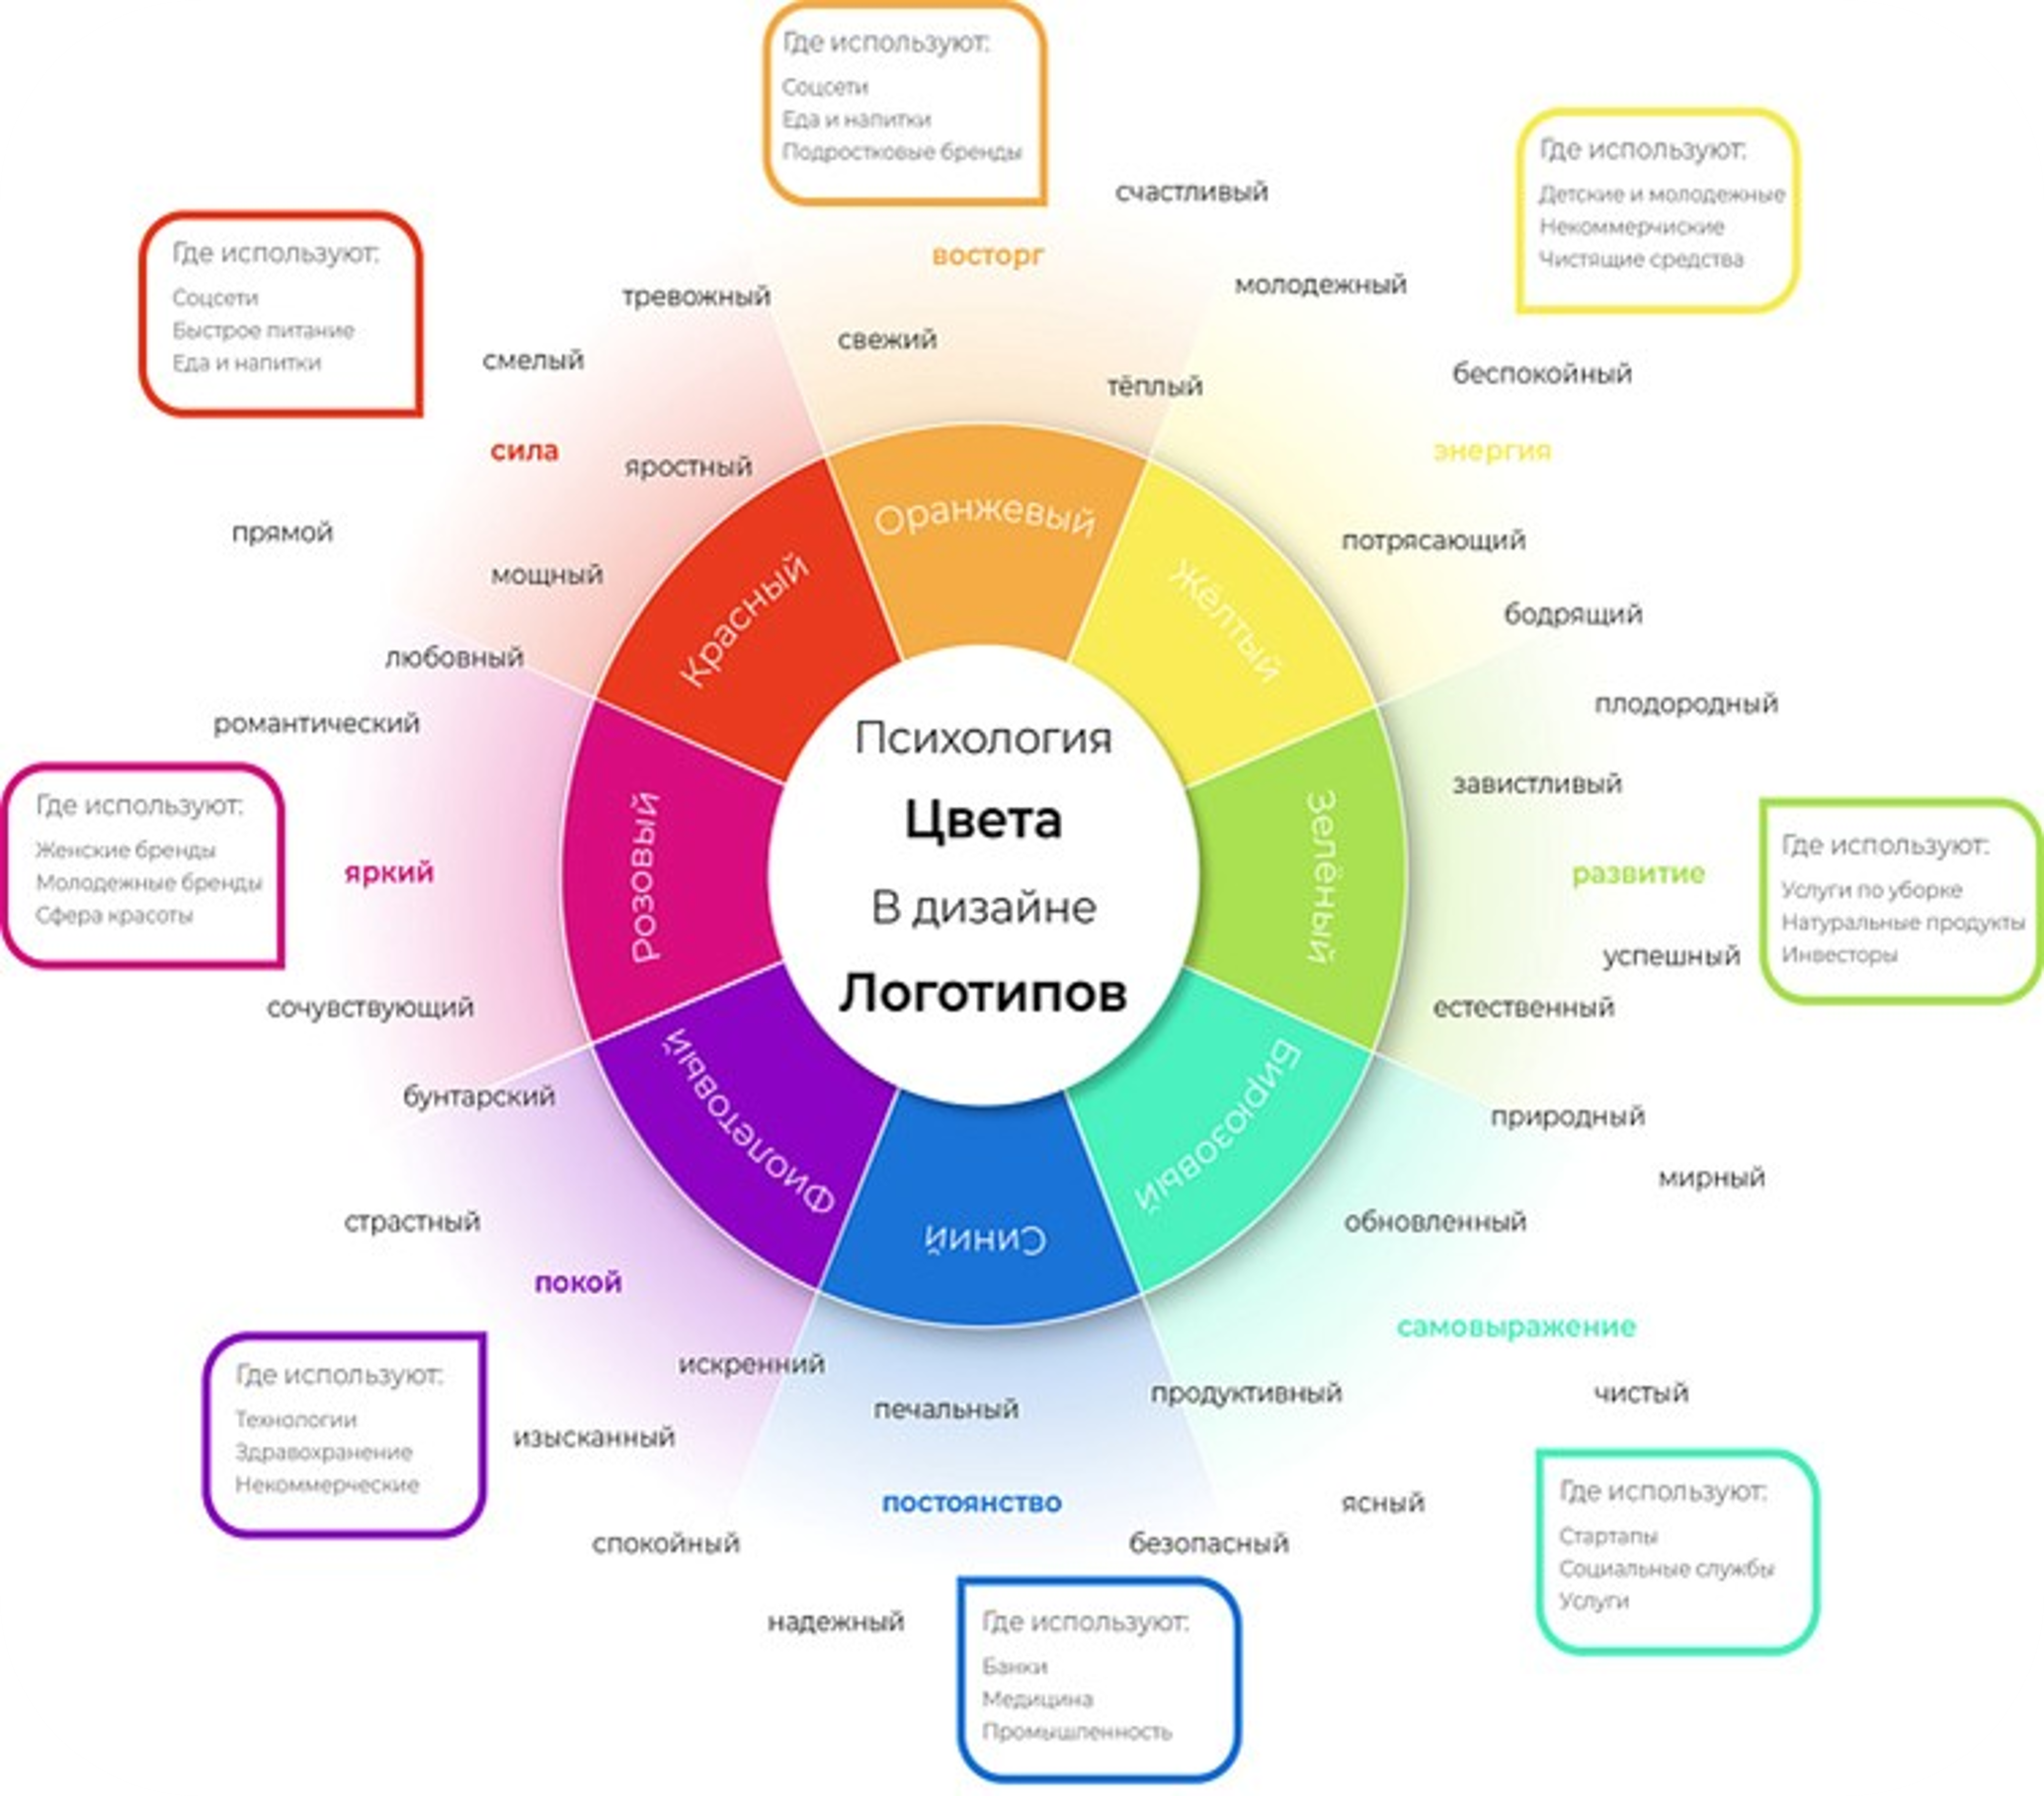 Где используют:
Соцсети
Еда и напитки
Подростковые бренды
счастливый
восторг
свежий
тёплый
Оранжевый
Где используют:
Детские и молодежные
Некоммерчиские
Чистящие средства
молодежный
беспокойный
энергия
потрясающий
бодрящий
Жёлтый
плодородный
завистливый
развитие
успешный
естественный
природный
Зелёный
Где используют:
Услуги по уборке
Натуральные продукты
Инвесторы
мирный
обновленный
самовыражение
продуктивный
чистый
ясный
Бирюзовый
Где используют:
Стартапы
Социальные службы
Услуги
безопасный
печальный
постоянство
надежный
Синий
Где используют:
Банки
Медицина
Промышленность
спокойный
искренний
изысканный
покой
страстный
бунтарский
Фиолетовый
Где используют:
Технологии
Здравохранение
Некоммерческие
сочувствующий
яркий
романтический
любовный
Розовый
Где используют:
Женские бренды
Молодежные бренды
Сфера красоты
мощный
прямой
сила
яростный
смелый
тревожный
Красный
Где используют:
Соцсети
Быстрое питание
Еда и напитки
Психология
Цвета
В дизайне
Логотипов